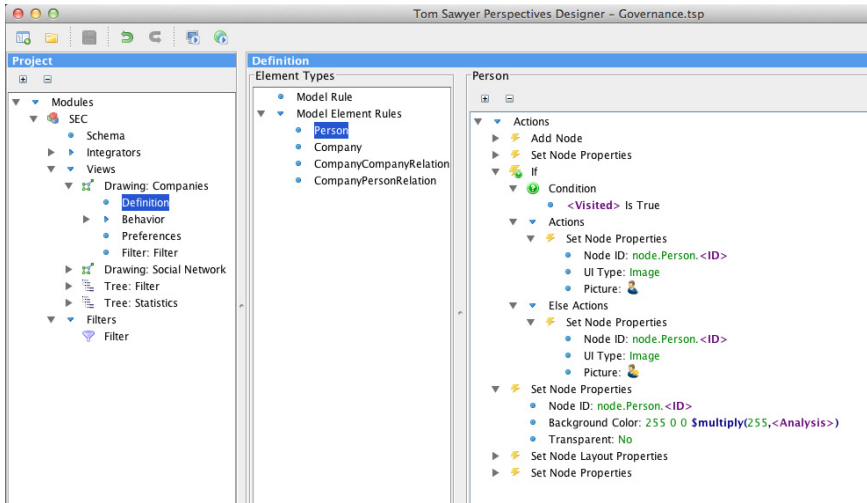 Tom Sawyer Perspectives Designer - Governance.tsp
Project
Modules
SEC
Schema
Integrators
Views
Drawing: Companies
Definition
Behavior
Preferences
Filter: Filter
Drawing: Social Network
Tree: Filter
Tree: Statistics
Filters
Filter
Definition
Element Types
Model Rule
Model Element Rules
Person
Company
CompanyCompanyRelation
CompanyPersonRelation
Person
Actions
Add Node
Set Node Properties
If
Condition
<Visited> Is True
Actions
Set Node Properties
Node ID: node.Person.<ID>
UI Type: Image
Picture:
Else Actions
Set Node Properties
Node ID: node.Person.<ID>
UI Type: Image
Picture:
Set Node Properties
Node ID: node.Person.<ID>
Background Color: 255 0 0 $multiply(255,<Analysis>)
Transparent: No
Set Node Layout Properties
Set Node Properties